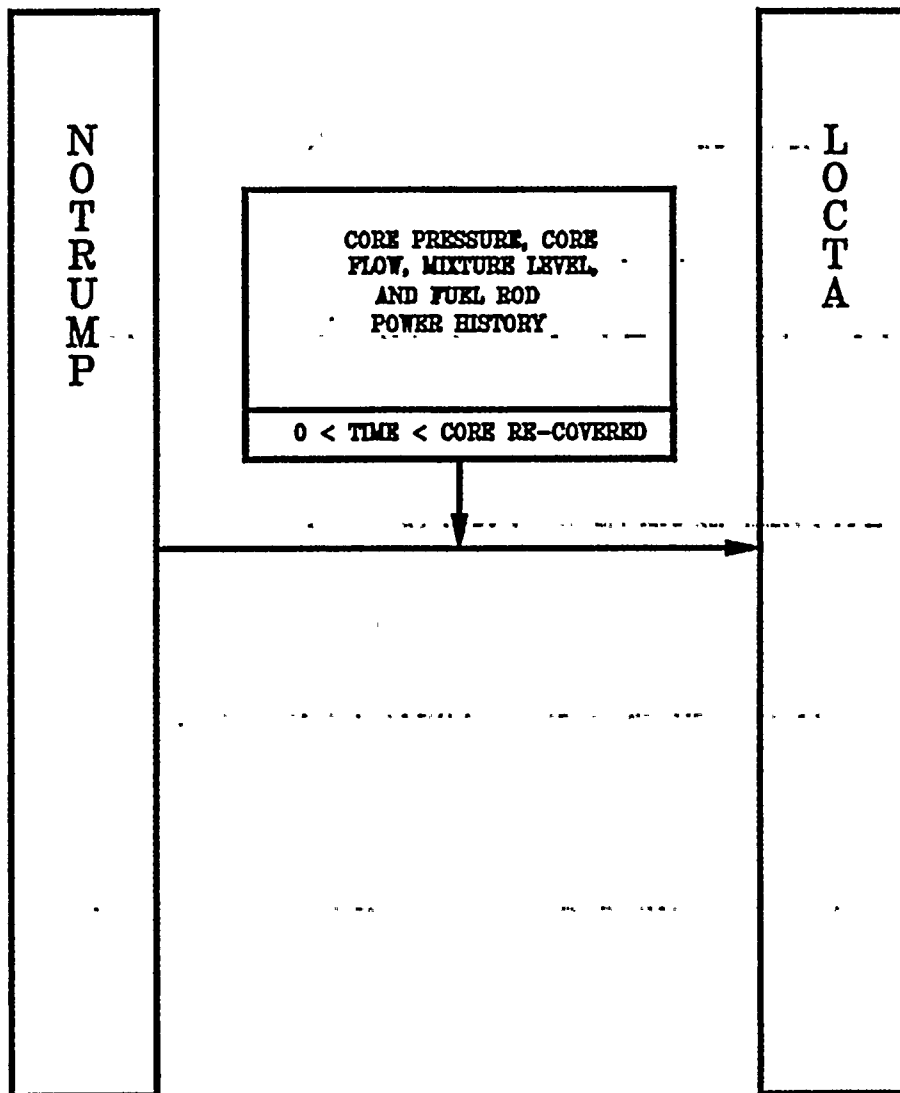 NOTRUMP
CORE PRESSURE, CORE
FLOW, MIXTURE LEVEL,
AND FUEL ROD
POWER HISTORY
0 < TIME < CORE RE-COVERED
LOCTA